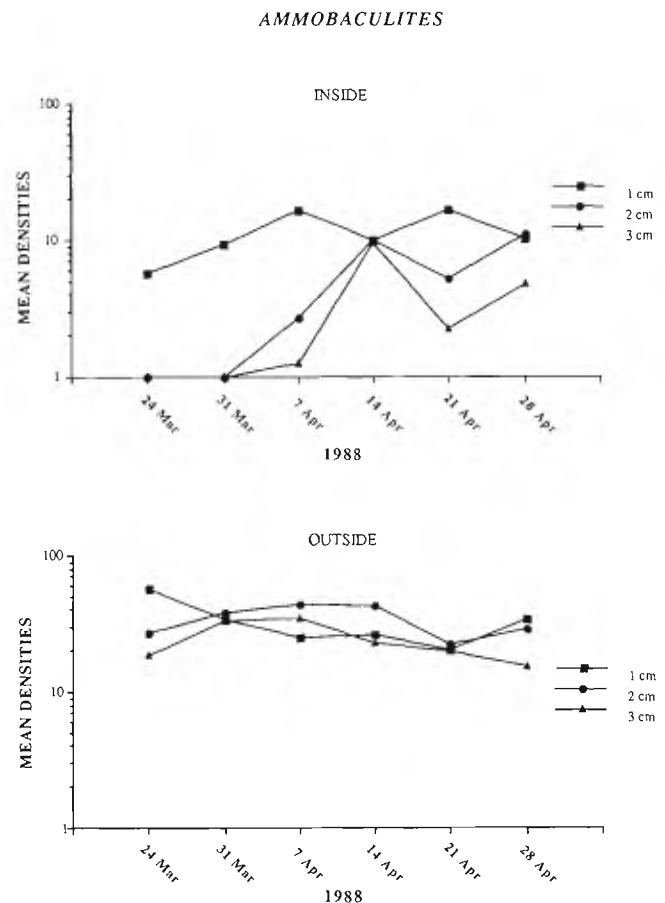 AMMOBACULITES
INSIDE
100
10
1
MEAN DENSITIES
1 cm
2 cm
3 cm
24 Mar
31 Mar
7 Apr
14 Apr
21 Apr
28 Apr
1988
OUTSIDE
100
10
1
MEAN DENSITIES
1 cm
2 cm
3 cm
24 Mar
31 Mar
7 Apr
14 Apr
21 Apr
28 Apr
1988